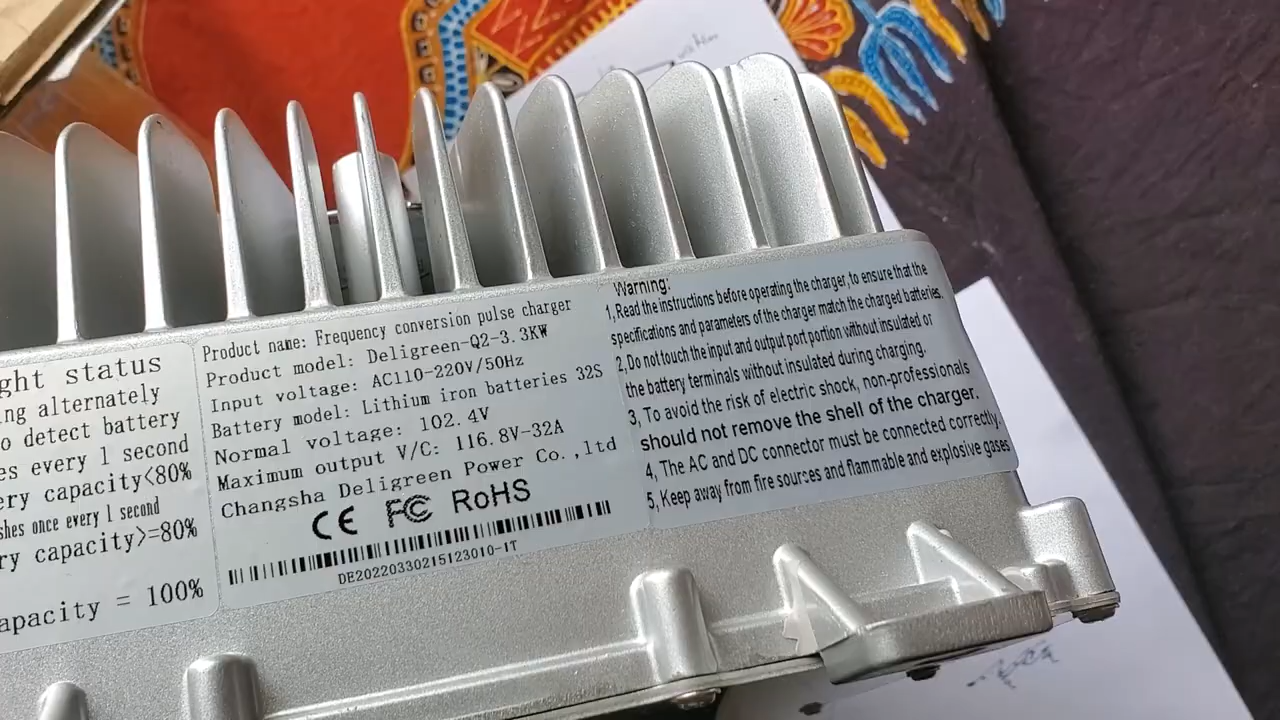 ght status
ng alternately
o detect battery
es every 1 second
ery capacity<80%
shes once every 1 second
ry capacity>=80%
apacity = 100%
Product name: Frequency conversion pulse charger
Product model: Deligreen-Q2-3.3KW
Input voltage: AC110-220V/50Hz
Battery model: Lithium iron batteries 32S
Normal voltage: 102.4V
Maximum output V/C: 116.8V-32A
Changsha Deligreen Power Co.,ltd
CE FC RoHS
DE20220330215123010-1T
Warning:
1,Read the instructions before operating the charger,to ensure that the
specifications and parameters of the charger match the charged batteries.
2,Do not touch the input and output port portion without insulated or
the battery terminals without insulated during charging.
3, To avoid the risk of electric shock, non-professionals
should not remove the shell of the charger.
4, The AC and DC connector must be connected correctly.
5, Keep away from fire sources and flammable and explosive gases